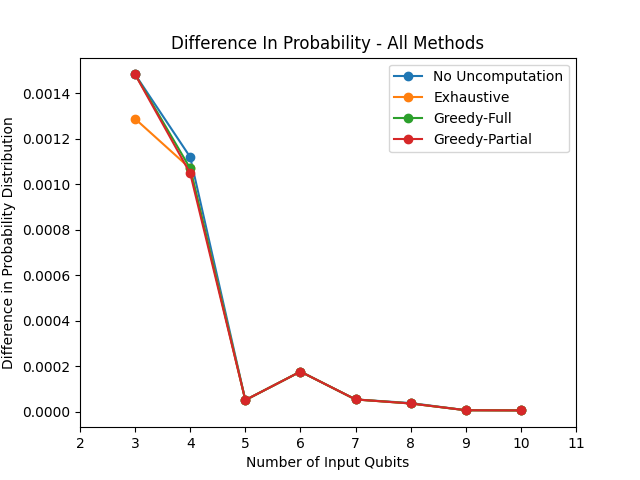 Difference In Probability - All Methods
No Uncomputation
Exhaustive
Greedy-Full
Greedy-Partial
Difference in Probability Distribution
0.0014
0.0012
0.0010
0.0008
0.0006
0.0004
0.0002
0.0000
2 3 4 5 6 7 8 9 10 11
Number of Input Qubits